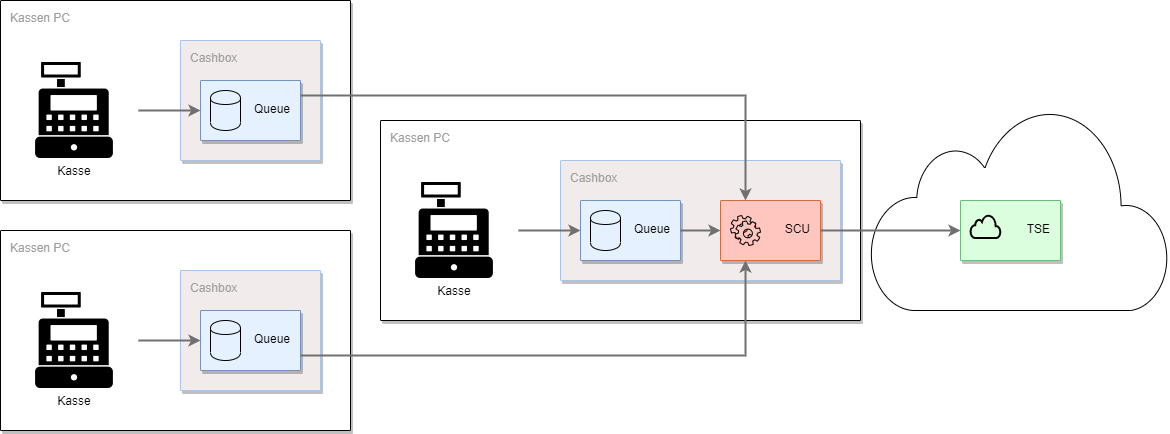 Kassen PC
Cashbox
Queue
Kasse
Kassen PC
Cashbox
Queue
SCU
Kasse
TSE
Kassen PC
Cashbox
Queue
Kasse